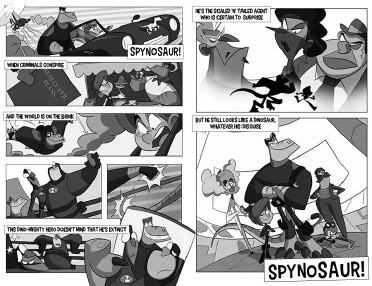 SPYNOSAUR!
WHEN CRIMINALS CONSPIRE
AND THE WORLD IS ON THE BRINK
THIS DINO-MIGHTY HERO DOESN'T MIND THAT HE'S EXTINCT
HE'S THE SCALED 'N' TAILED AGENT
WHO IS CERTAIN TO SURPRISE
BUT HE STILL LOOKS LIKE A DINOSAUR,
WHATEVER HIS DISGUISE
SPYNOSAUR!